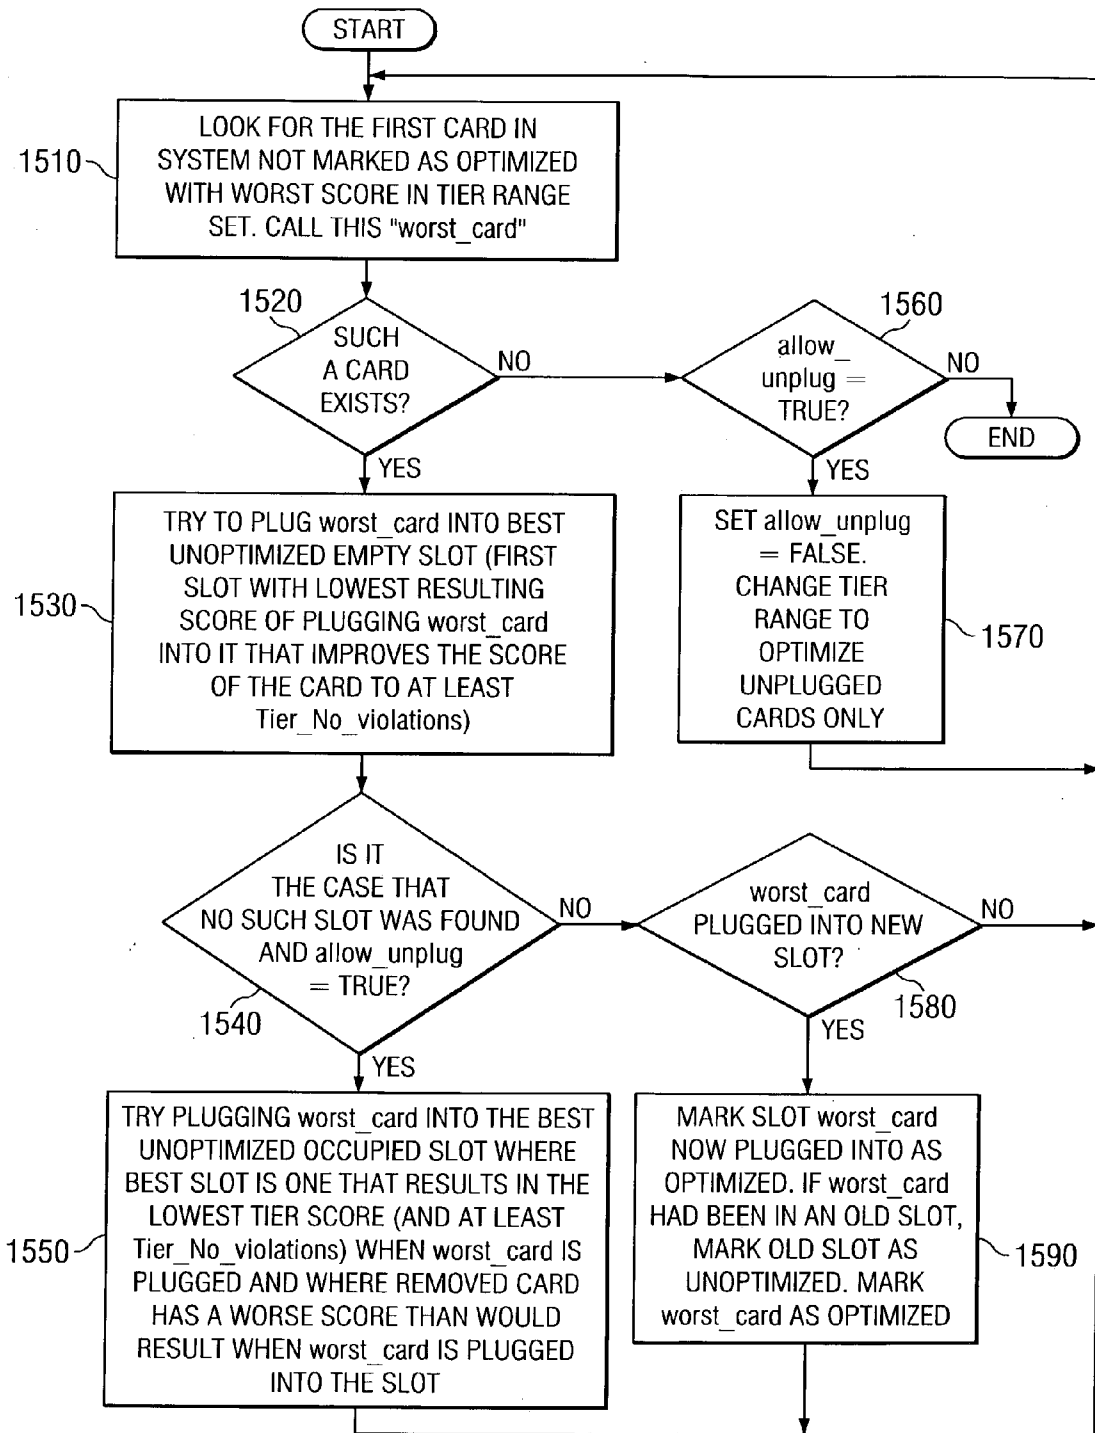 START
LOOK FOR THE FIRST CARD IN
SYSTEM NOT MARKED AS OPTIMIZED
WITH WORST SCORE IN TIER RANGE
SET. CALL THIS "worst_card"
1510
1520
SUCH
A CARD
EXISTS?
NO
YES
1560
allow_
unplug =
TRUE?
NO
END
YES
TRY TO PLUG worst_card INTO BEST
UNOPTIMIZED EMPTY SLOT (FIRST
SLOT WITH LOWEST RESULTING
SCORE OF PLUGGING worst_card
INTO IT THAT IMPROVES THE SCORE
OF THE CARD TO AT LEAST
Tier_No_violations)
1530
SET allow_unplug
= FALSE.
CHANGE TIER
RANGE TO
OPTIMIZE
UNPLUGGED
CARDS ONLY
1570
IS IT
THE CASE THAT
NO SUCH SLOT WAS FOUND
AND allow_unplug
= TRUE?
1540
NO
YES
worst_card
PLUGGED INTO NEW
SLOT?
NO
1580
YES
TRY PLUGGING worst_card INTO THE BEST
UNOPTIMIZED OCCUPIED SLOT WHERE
BEST SLOT IS ONE THAT RESULTS IN THE
LOWEST TIER SCORE (AND AT LEAST
Tier_No_violations) WHEN worst_card IS
PLUGGED AND WHERE REMOVED CARD
HAS A WORSE SCORE THAN WOULD
RESULT WHEN worst_card IS PLUGGED
INTO THE SLOT
1550
MARK SLOT worst_card
NOW PLUGGED INTO AS
OPTIMIZED. IF worst_card
HAD BEEN IN AN OLD SLOT,
MARK OLD SLOT AS
UNOPTIMIZED. MARK
worst_card AS OPTIMIZED
1590